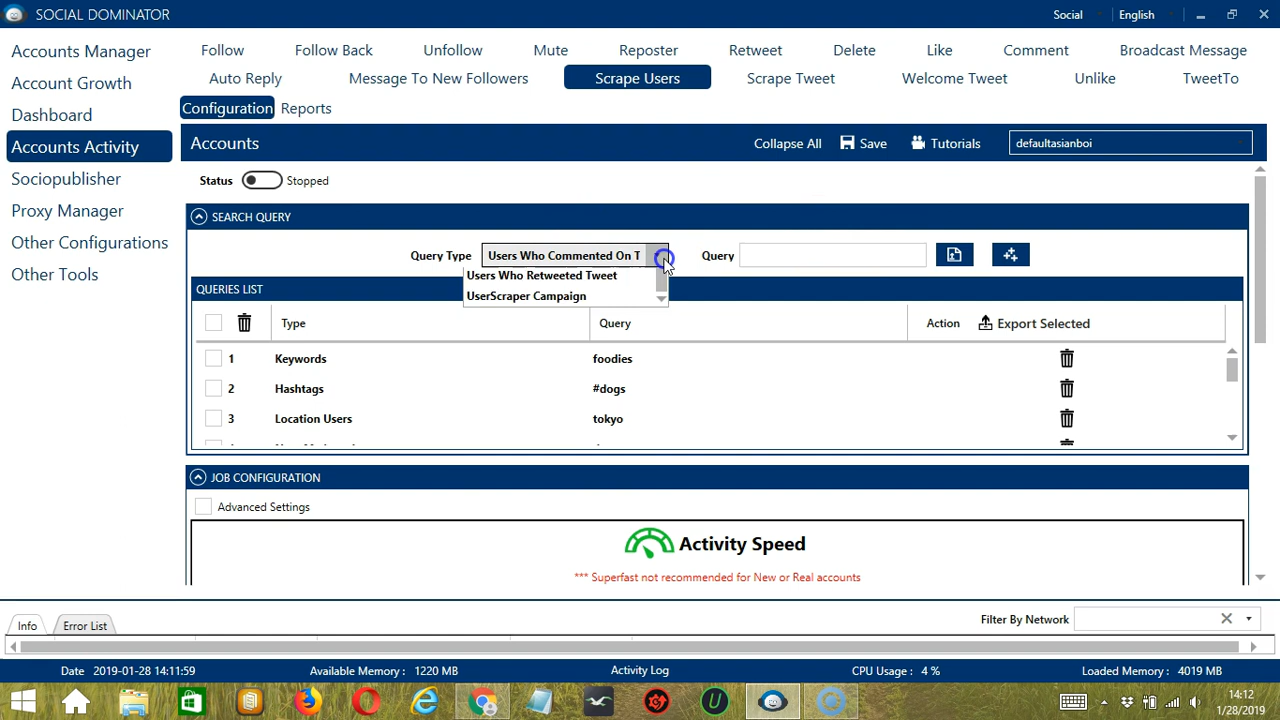 SOCIAL DOMINATOR
Social English
Accounts Manager
Account Growth
Dashboard
Accounts Activity
Sociopublisher
Proxy Manager
Other Configurations
Other Tools
Follow Follow Back Unfollow Mute Reposter Retweet Delete Like Comment Broadcast Message
Auto Reply Message To New Followers Scrape Users Scrape Tweet Welcome Tweet Unlike TweetTo
Configuration Reports
Accounts Collapse All Save Tutorials defaultasianboi
Status Stopped
SEARCH QUERY
Query Type Users Who Commented On T Query
Users Who Retweeted Tweet
UserScraper Campaign
QUERIES LIST
Type Query Action Export Selected
1 Keywords foodies
2 Hashtags #dogs
3 Location Users tokyo
JOB CONFIGURATION
Advanced Settings
Activity Speed
*** Superfast not recommended for New or Real accounts
Info Error List Filter By Network
Date 2019-01-28 14:11:59 Available Memory : 1220 MB Activity Log CPU Usage : 4 % Loaded Memory : 4019 MB
14:12
1/28/2019